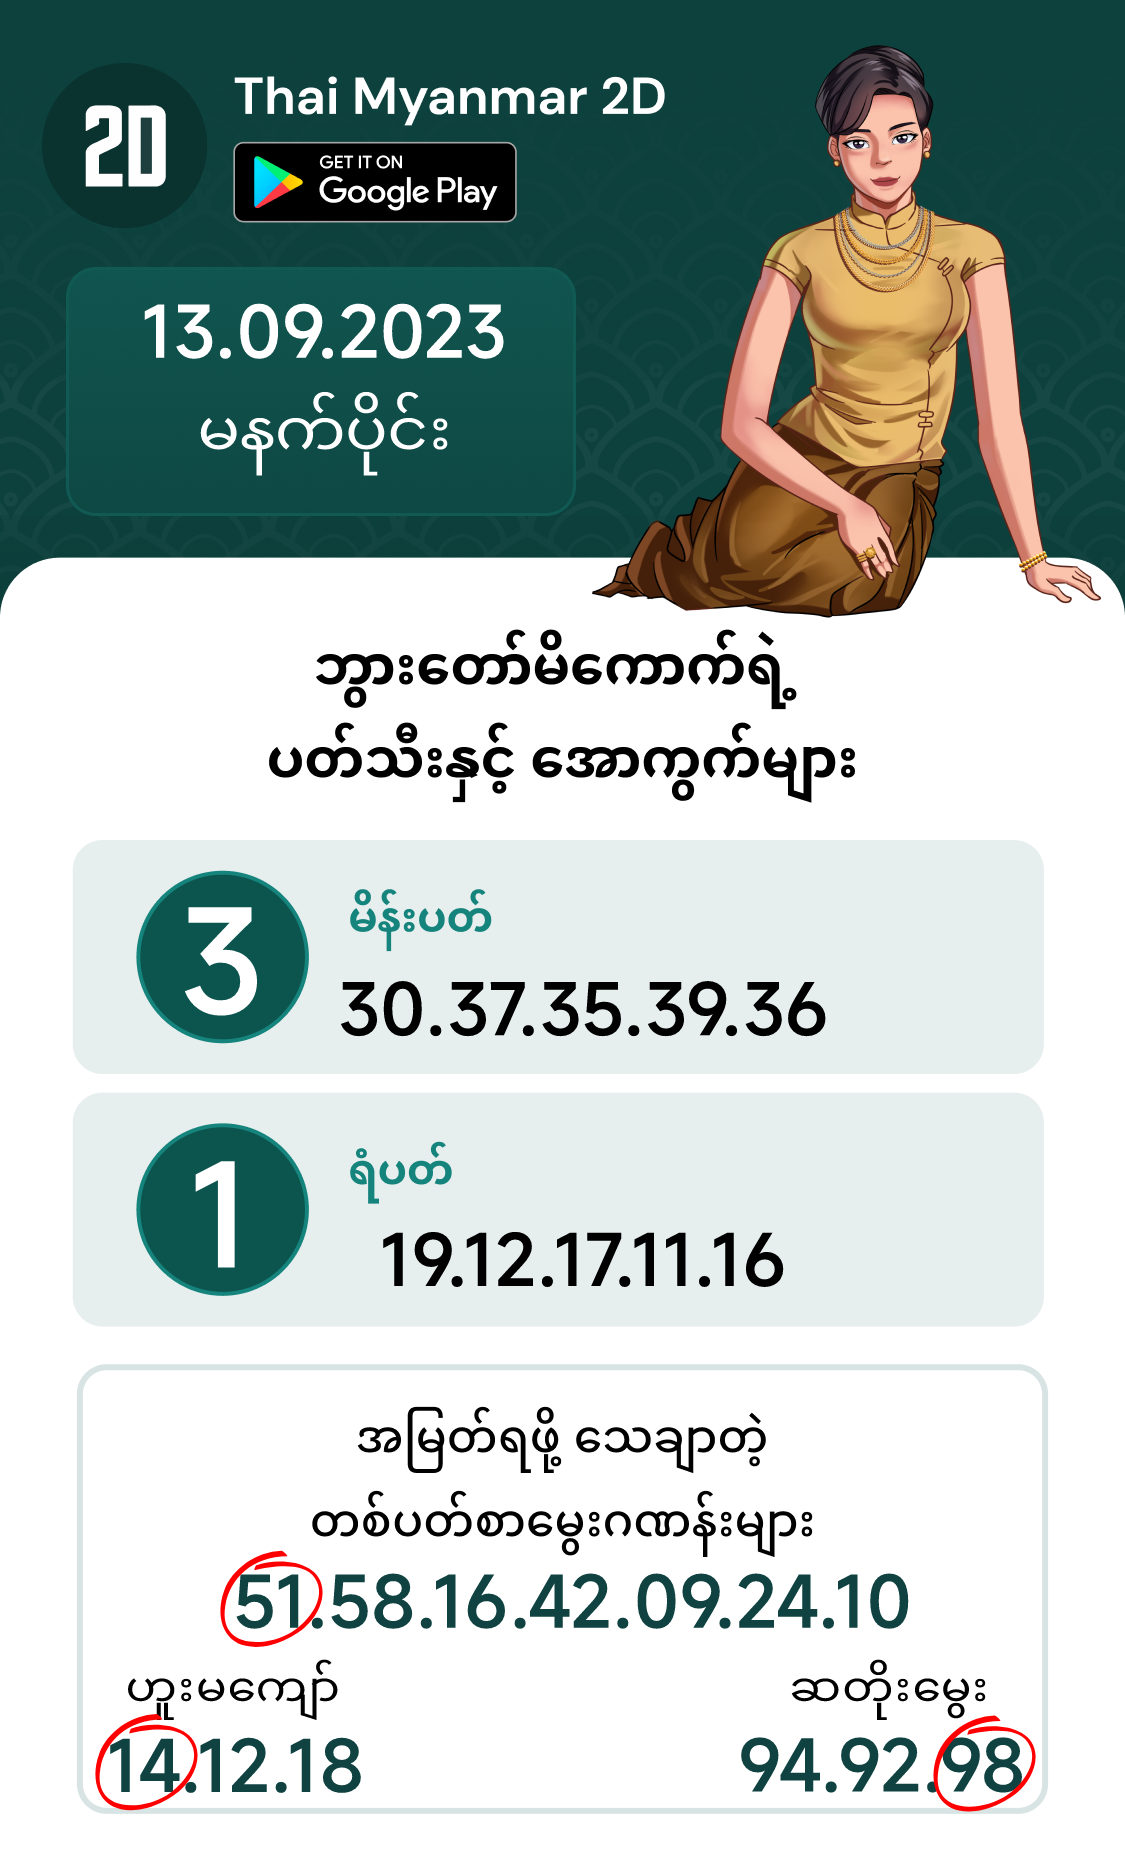 2D
Thai Myanmar 2D
GET IT ON
Google Play
13.09.2023
မနက်ပိုင်း
ဘွားတော်မိကောက်ရဲ့
ပတ်သီးနှင့် အောကွက်များ
3
မိန်းပတ်
30.37.35.39.36
1
ရံပတ်
19.12.17.11.16
အမြတ်ရဖို့ သေချာတဲ့
တစ်ပတ်စာမွေးဂဏန်းများ
51.58.16.42.09.24.10
ဟူးမကျော် ဆတိုးမွေး
14.12.18 94.92.98